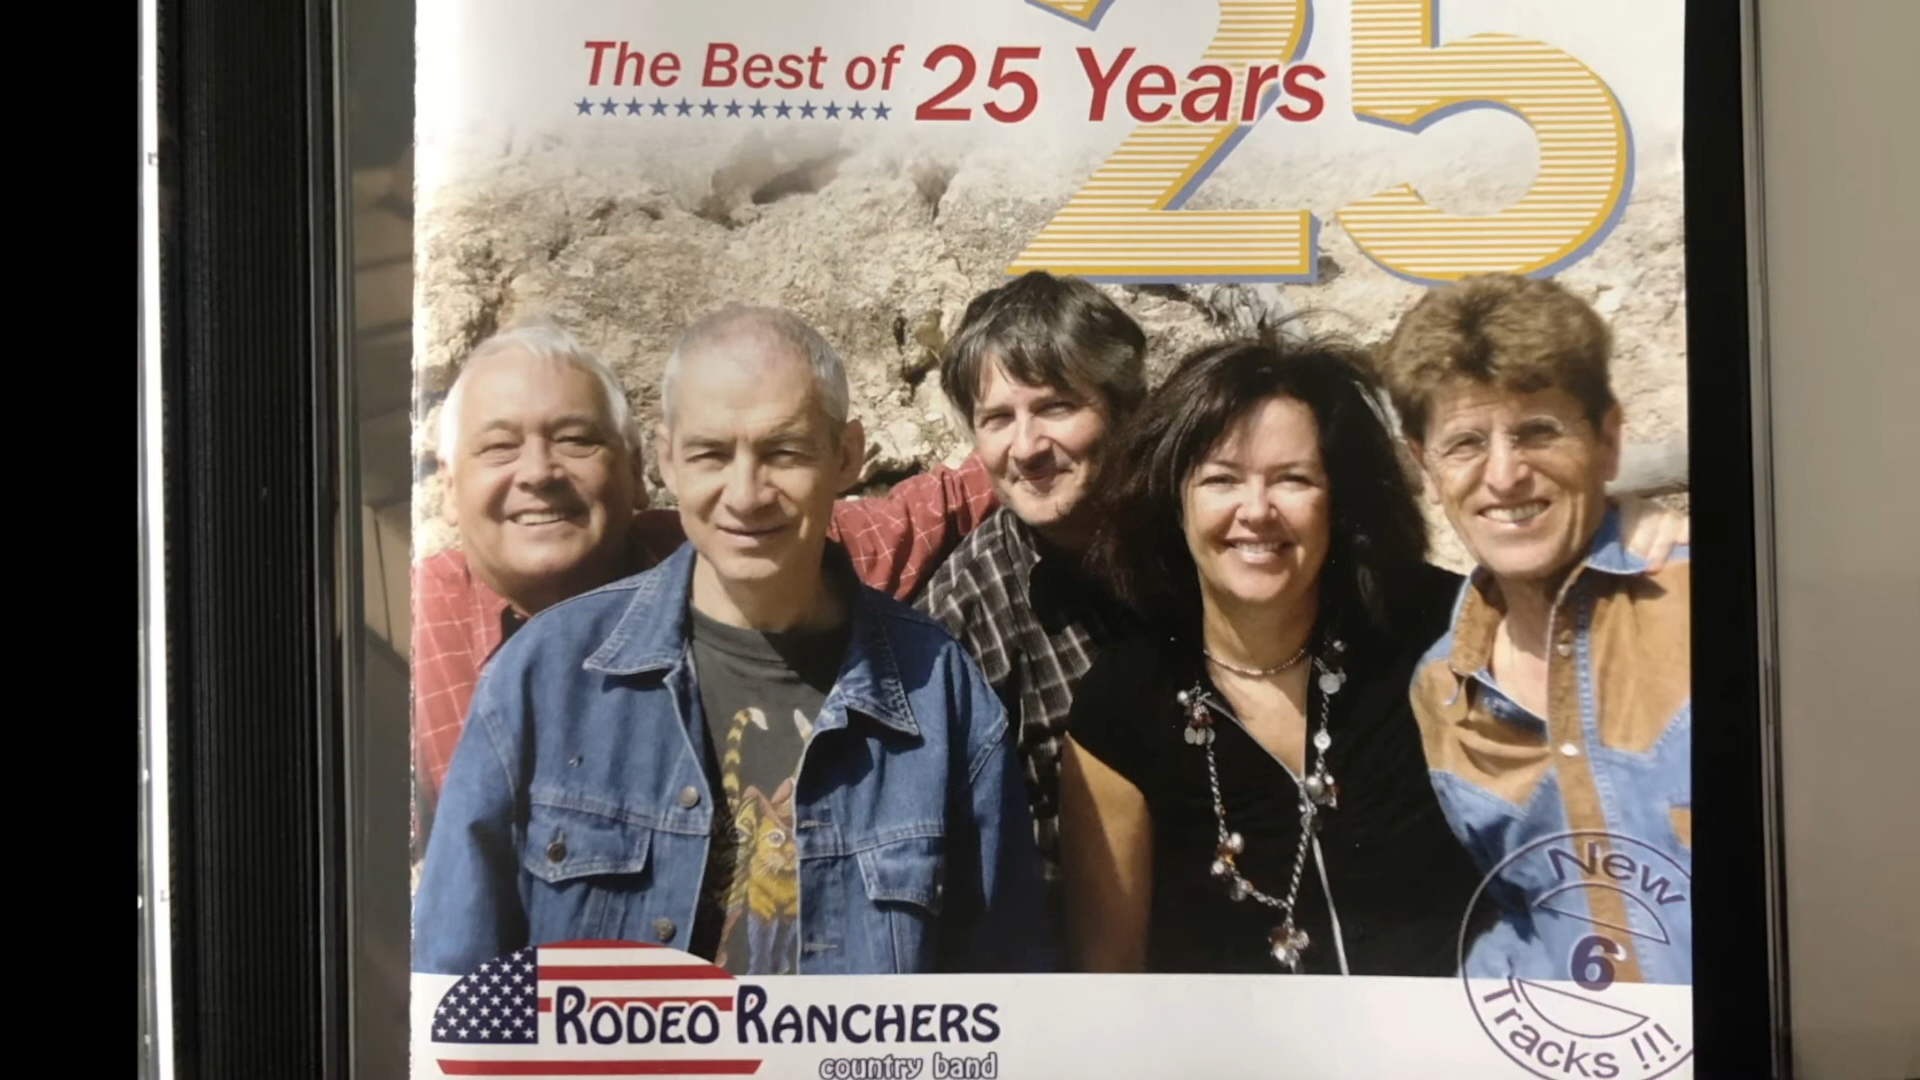 25
The Best of 25 Years
RODEO RANCHERS
country band
New
6
Tracks !!!